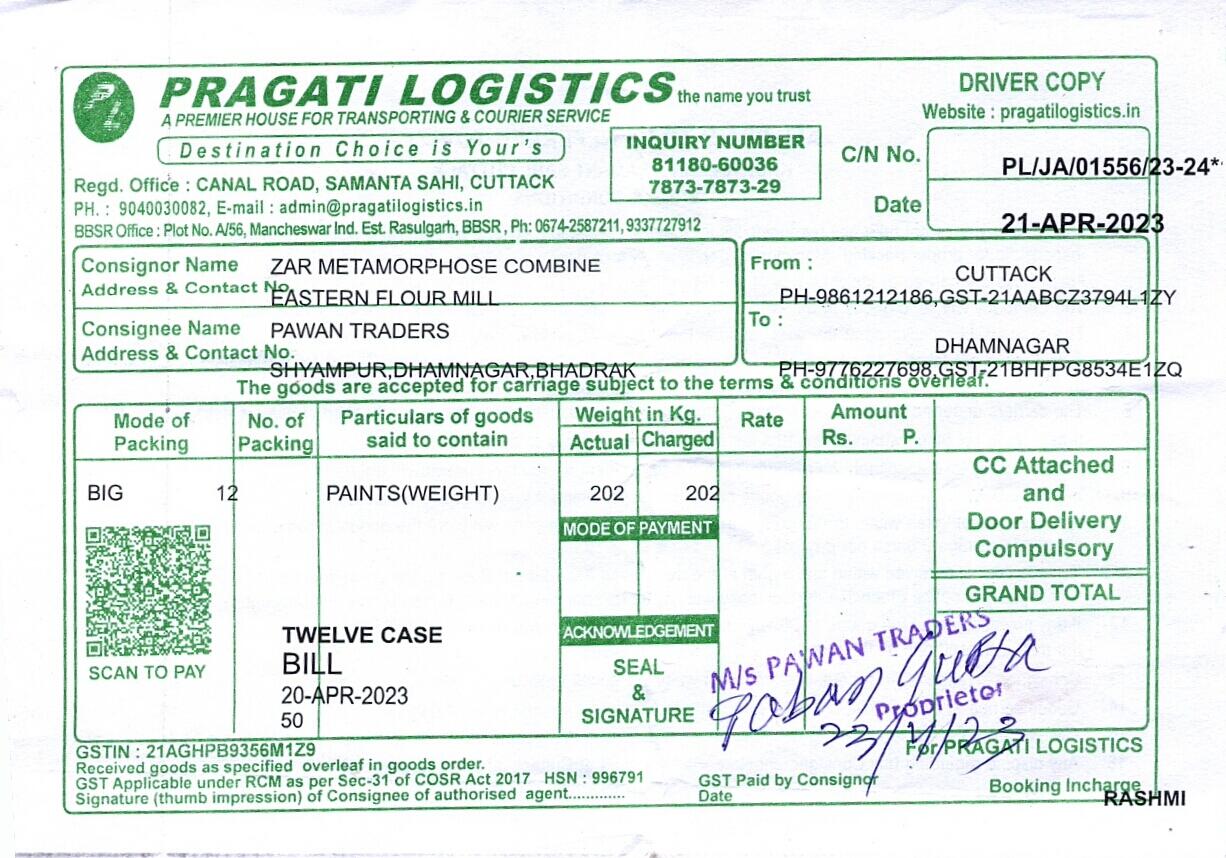 PRAGATI LOGISTICS the name you trust
A PREMIER HOUSE FOR TRANSPORTING & COURIER SERVICE
Destination Choice is Your's
Regd. Office : CANAL ROAD, SAMANTA SAHI, CUTTACK
PH. : 9040030082, E-mail : admin@pragatilogistics.in
BBSR Office : Plot No. A/56, Mancheswar Ind. Est. Rasulgarh, BBSR , Ph: 0674-2587211, 9337727912
INQUIRY NUMBER
81180-60036
7873-7873-29
DRIVER COPY
Website : pragatilogistics.in
C/N No. PL/JA/01556/23-24*
Date 21-APR-2023
Consignor Name ZAR METAMORPHOSE COMBINE
Address & Contact No. EASTERN FLOUR MILL
From : CUTTACK
PH-9861212186,GST-21AABCZ3794L1ZY
Consignee Name PAWAN TRADERS
Address & Contact No. SHYAMPUR,DHAMNAGAR,BHADRAK
To : DHAMNAGAR
PH-9776227698,GST-21BHFPG8534E1ZQ
The goods are accepted for carriage subject to the terms & conditions overleaf.
Mode of Packing No. of Packing Particulars of goods said to contain Weight in Kg. Actual Charged Rate Amount Rs. P.
BIG 12 PAINTS(WEIGHT) 202 202
CC Attached
and
Door Delivery
Compulsory
MODE OF PAYMENT
GRAND TOTAL
SCAN TO PAY
TWELVE CASE
BILL
20-APR-2023
50
ACKNOWLEDGEMENT
SEAL
&
SIGNATURE
M/s PAWAN TRADERS
Paban Gupta
Proprietor
23/4/23
For PRAGATI LOGISTICS
GSTIN : 21AGHPB9356M1Z9
Received goods as specified overleaf in goods order.
GST Applicable under RCM as per Sec-31 of COSR Act 2017 HSN : 996791
Signature (thumb impression) of Consignee of authorised agent.............
GST Paid by Consignor
Date
Booking Incharge
RASHMI